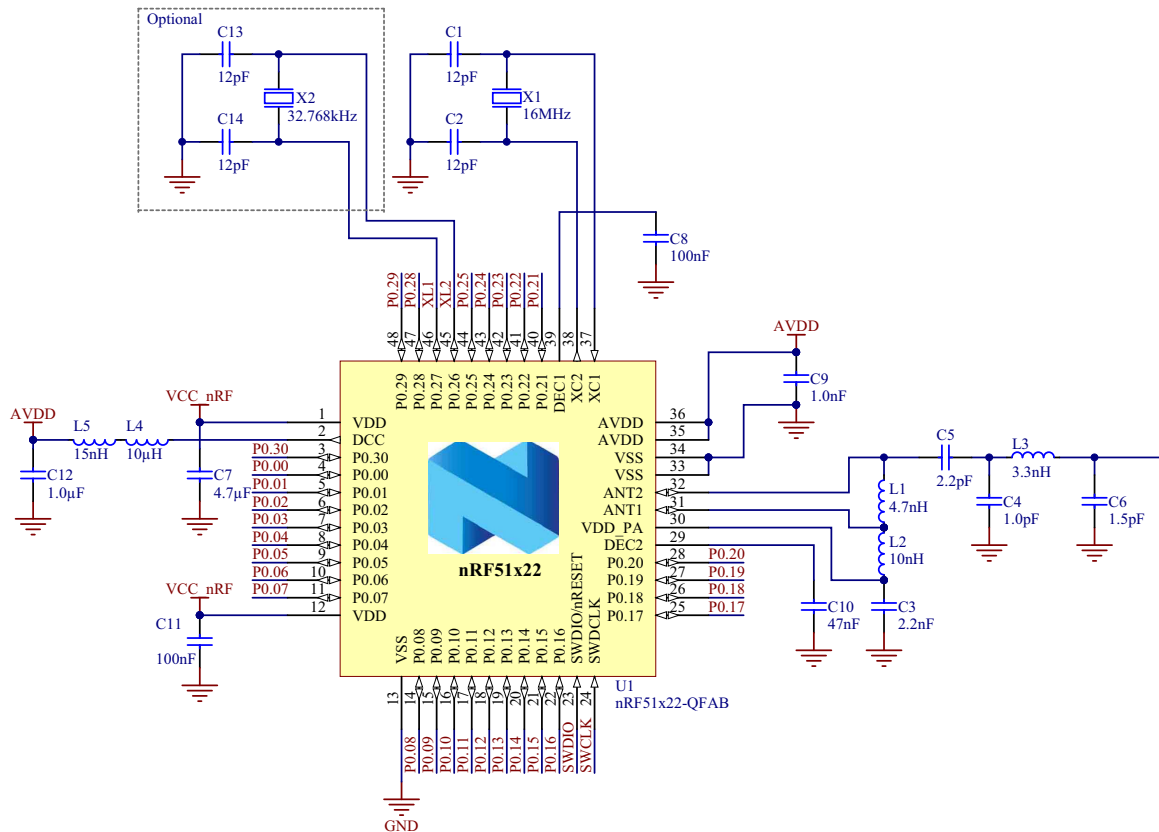 Optional
C13
12pF
X2
32.768kHz
C14
12pF
C1
12pF
X1
16MHz
C2
12pF
C8
100nF
P0.29
P0.28
XL1
XL2
P0.25
P0.24
P0.23
P0.22
P0.21
48
47
46
45
44
43
42
41
40
39
38
37
P0.29
P0.28
P0.27
P0.26
P0.25
P0.24
P0.23
P0.22
P0.21
DEC1
XC2
XC1
AVDD
C9
1.0nF
VCC_nRF
AVDD
L5
15nH
L4
10µH
C12
1.0µF
C7
4.7µF
1 VDD
2 DCC
P0.30 3 P0.30
P0.00 4 P0.00
P0.01 5 P0.01
P0.02 6 P0.02
P0.03 7 P0.03
P0.04 8 P0.04
P0.05 9 P0.05
P0.06 10 P0.06
P0.07 11 P0.07
VCC_nRF
12 VDD
C11
100nF
nRF51x22
AVDD 36
AVDD 35
VSS 34
VSS 33
ANT2 32
ANT1 31
VDD_PA 30
DEC2 29
P0.20 28 P0.20
P0.19 27 P0.19
P0.18 26 P0.18
P0.17 25 P0.17
C5
2.2pF
L3
3.3nH
L1
4.7nH
C4
1.0pF
C6
1.5pF
L2
10nH
C10
47nF
C3
2.2nF
VSS
P0.08
P0.09
P0.10
P0.11
P0.12
P0.13
P0.14
P0.15
P0.16
SWDIO/nRESET
SWDCLK
U1
nRF51x22-QFAB
13
14
15
16
17
18
19
20
21
22
23
24
P0.08
P0.09
P0.10
P0.11
P0.12
P0.13
P0.14
P0.15
P0.16
SWDIO
SWCLK
GND